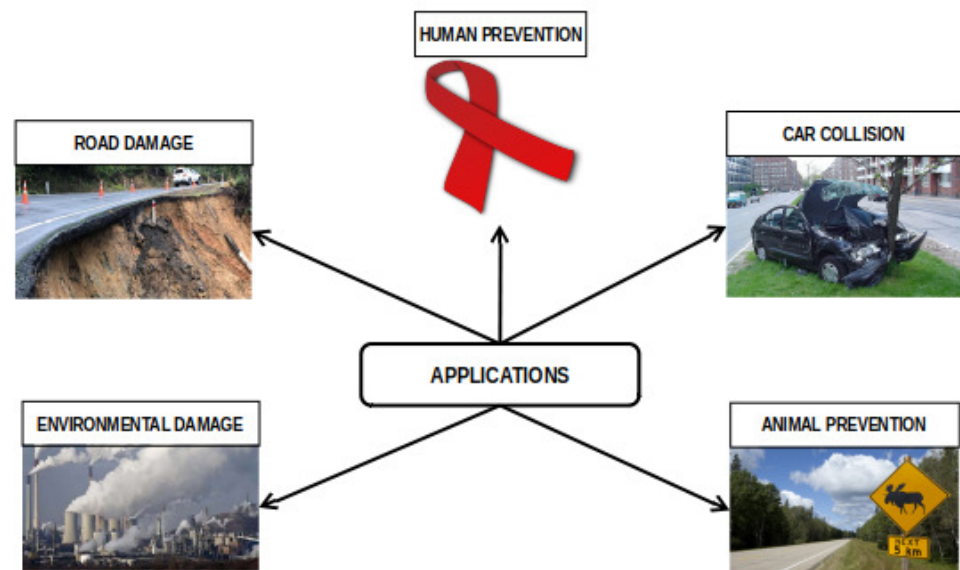 HUMAN PREVENTION
ROAD DAMAGE
CAR COLLISION
APPLICATIONS
ENVIRONMENTAL DAMAGE
ANIMAL PREVENTION
NEXT
5 km